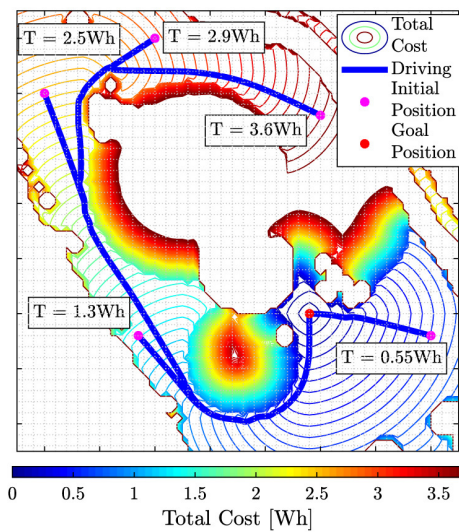 T = 2.5Wh
T = 2.9Wh
Total
Cost
Driving
Initial
Position
Goal
Position
T = 3.6Wh
T = 1.3Wh
T = 0.55Wh
0 0.5 1 1.5 2 2.5 3 3.5
Total Cost [Wh]